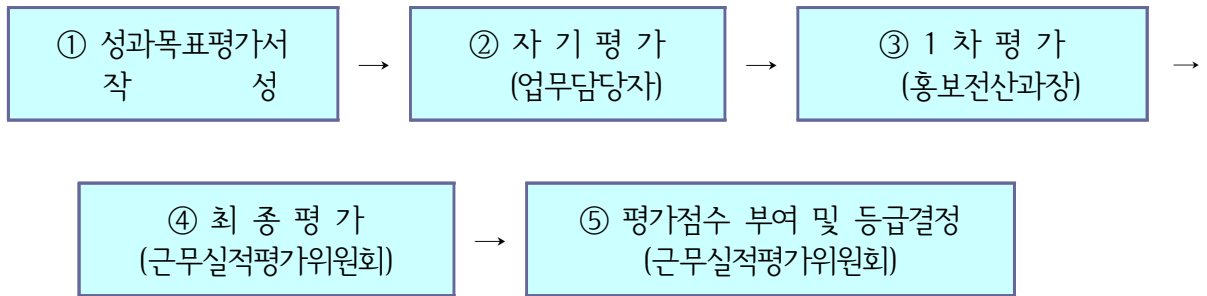 ① 성과목표평가서
작 성
→
② 자 기 평 가
(업무담당자)
→
③ 1 차 평 가
(홍보전산과장)
→
④ 최 종 평 가
(근무실적평가위원회)
→
⑤ 평가점수 부여 및 등급결정
(근무실적평가위원회)